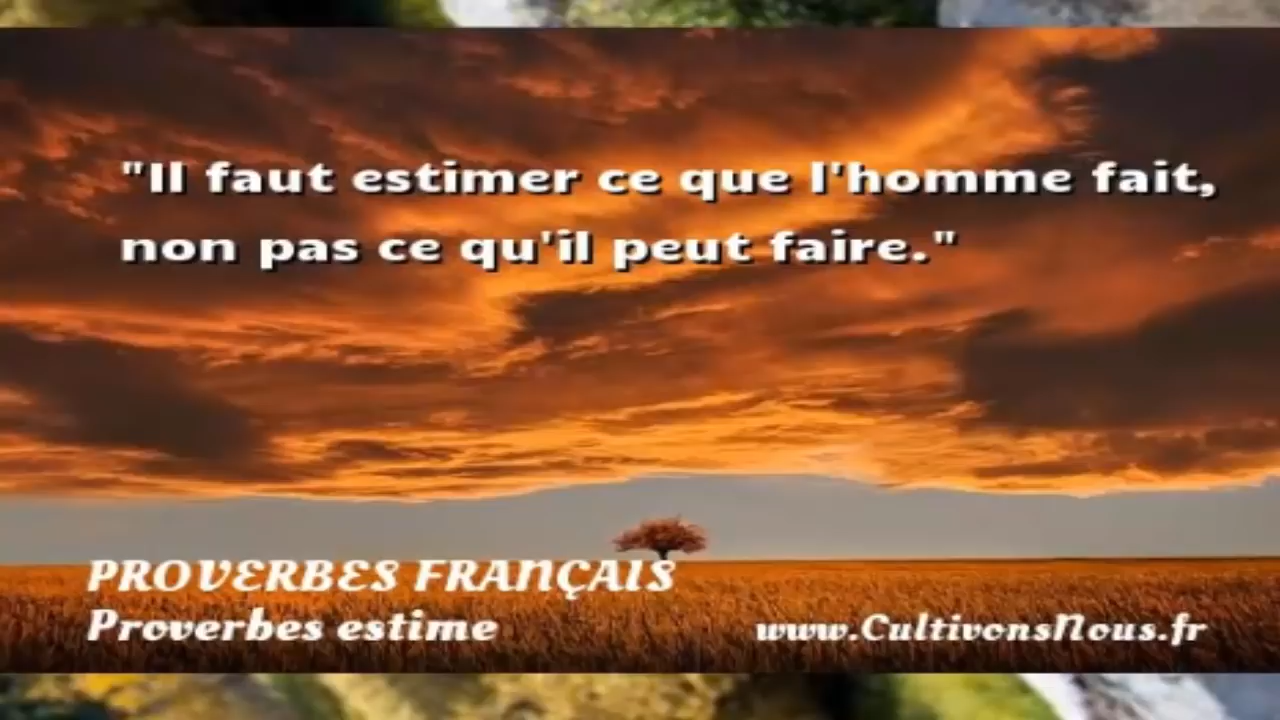 "Il faut estimer ce que l'homme fait,
non pas ce qu'il peut faire."
PROVERBES FRANÇAIS
Proverbes estime
www.CultivonsNous.fr